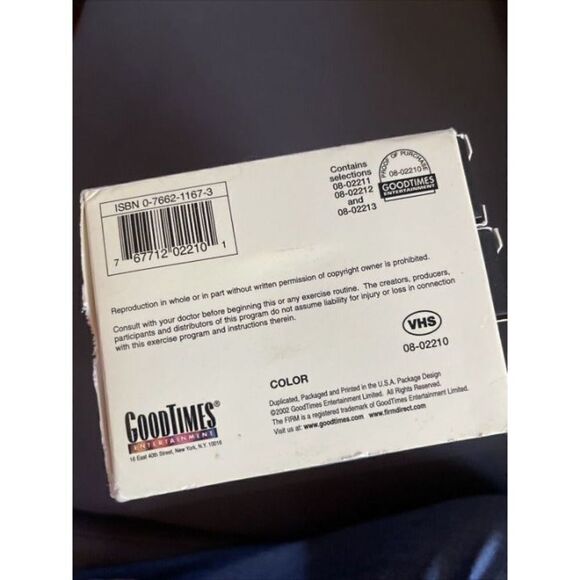 ISBN 0-7662-1167-3
7 67712 02210 1
Contains
selections
08-02211
08-02212
and
08-02213
PROOF OF PURCHASE
08-02210
GOODTIMES
ENTERTAINMENT
Reproduction in whole or in part without written permission of copyright owner is prohibited.
Consult with your doctor before beginning this or any exercise routine. The creators, producers,
participants and distributors of this program do not assume liability for injury or loss in connection
with this exercise program and instructions therein.
VHS
08-02210
COLOR
Duplicated, Packaged and Printed in the U.S.A. Package Design
©2002 GoodTimes Entertainment Limited. All Rights Reserved.
The FIRM is a registered trademark of GoodTimes Entertainment Limited.
Visit us at: www.goodtimes.com www.firmdirect.com
GOODTIMES®
ENTERTAINMENT
16 East 40th Street, New York, N.Y. 10016